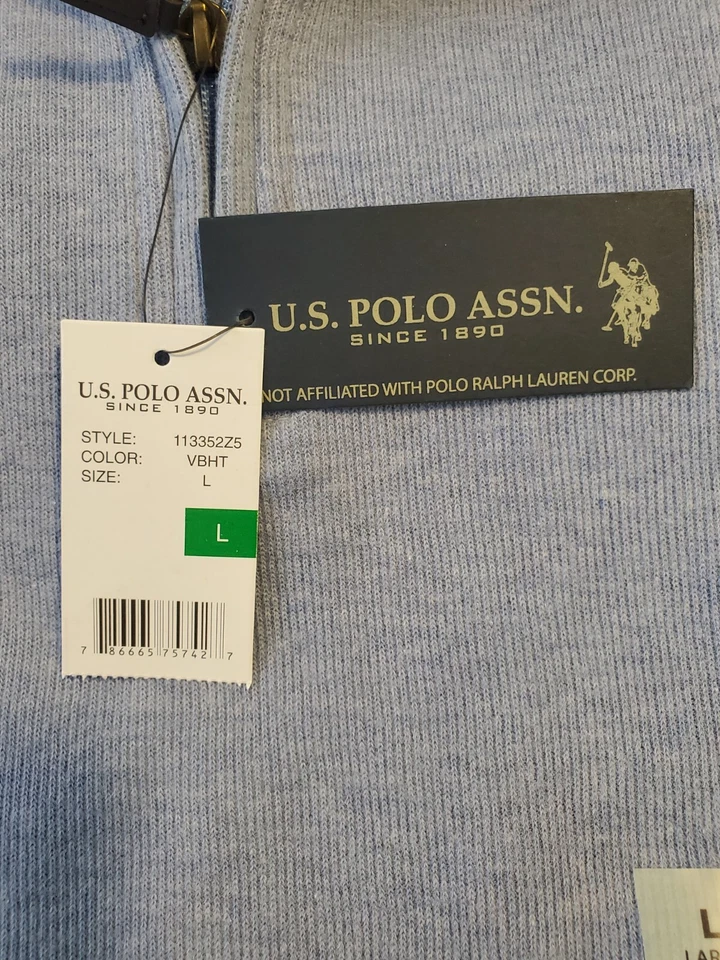 U.S. POLO ASSN.
SINCE 1890
NOT AFFILIATED WITH POLO RALPH LAUREN CORP.
U.S. POLO ASSN.
SINCE 1890
STYLE: 113352Z5
COLOR: VBHT
SIZE: L
L
7 86665 75742 7
L